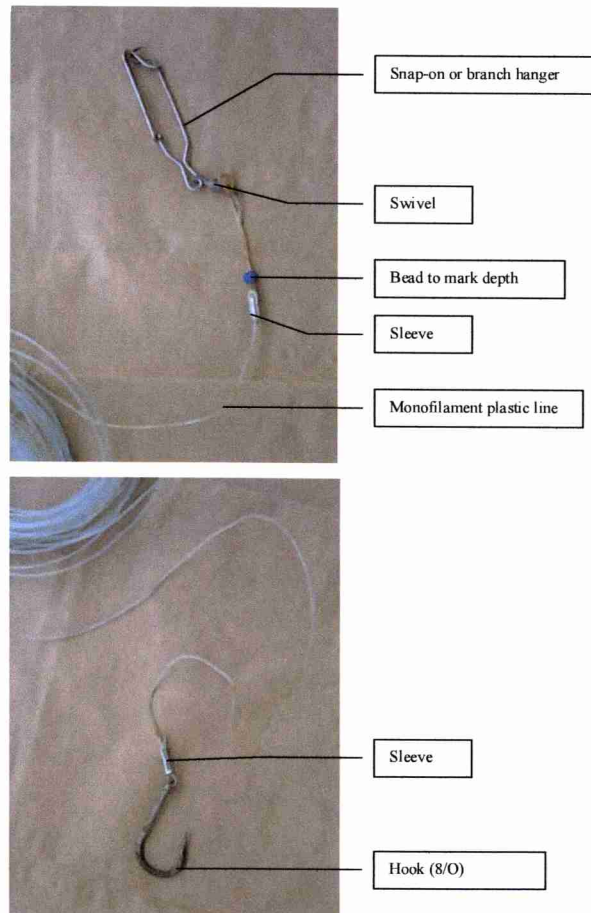 Snap-on or branch hanger
Swivel
Bead to mark depth
Sleeve
Monofilament plastic line
Sleeve
Hook (8/O)